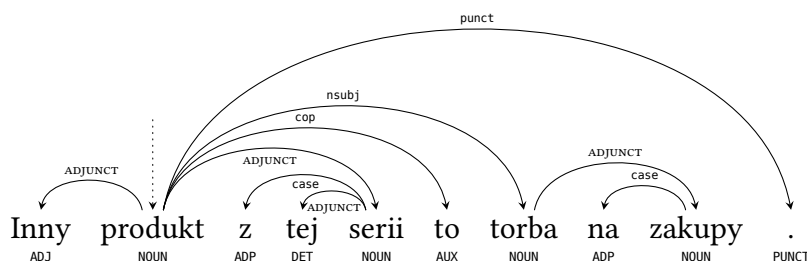 punct
nsubj
cop
ADJUNCT ADJUNCT ADJUNCT
case case
ADJUNCT
Inny produkt z tej serii to torba na zakupy .
ADJ NOUN ADP DET NOUN AUX NOUN ADP NOUN PUNCT